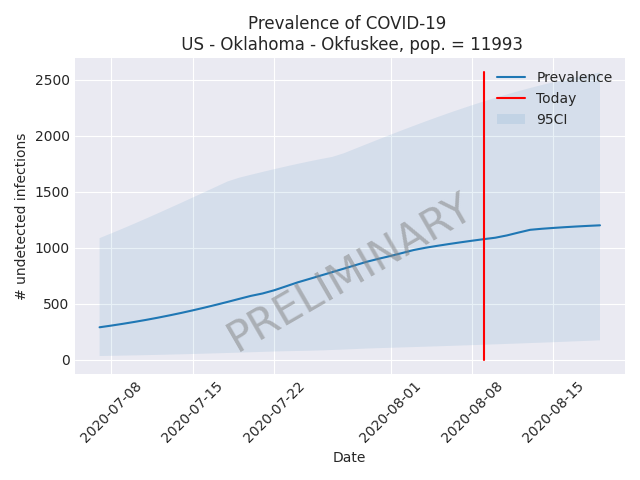 Prevalence of COVID-19
US - Oklahoma - Okfuskee, pop. = 11993
# undetected infections
2500
2000
1500
1000
500
0
Prevalence
Today
95CI
PRELIMINARY
2020-07-08
2020-07-15
2020-07-22
2020-08-01
2020-08-08
2020-08-15
Date